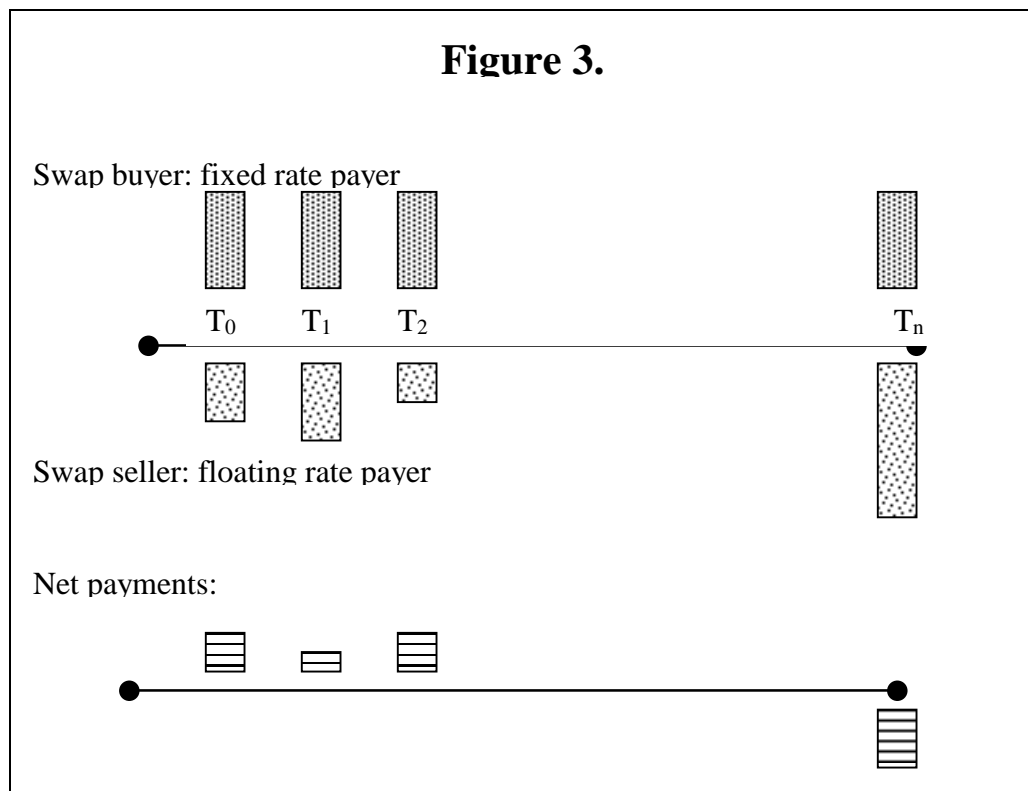 Figure 3.
Swap buyer: fixed rate payer
T₀ T₁ T₂ Tₙ
Swap seller: floating rate payer
Net payments: